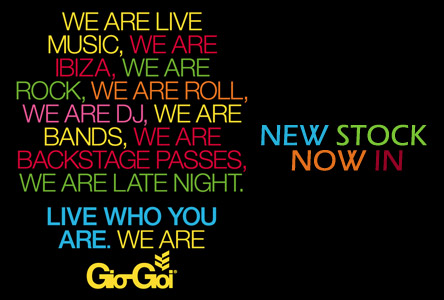 WE ARE LIVE
MUSIC, WE ARE
IBIZA, WE ARE
ROCK, WE ARE ROLL,
WE ARE DJ, WE ARE
BANDS, WE ARE
BACKSTAGE PASSES,
WE ARE LATE NIGHT.
LIVE WHO YOU
ARE. WE ARE
Gio-Goi®
NEW STOCK
NOW IN